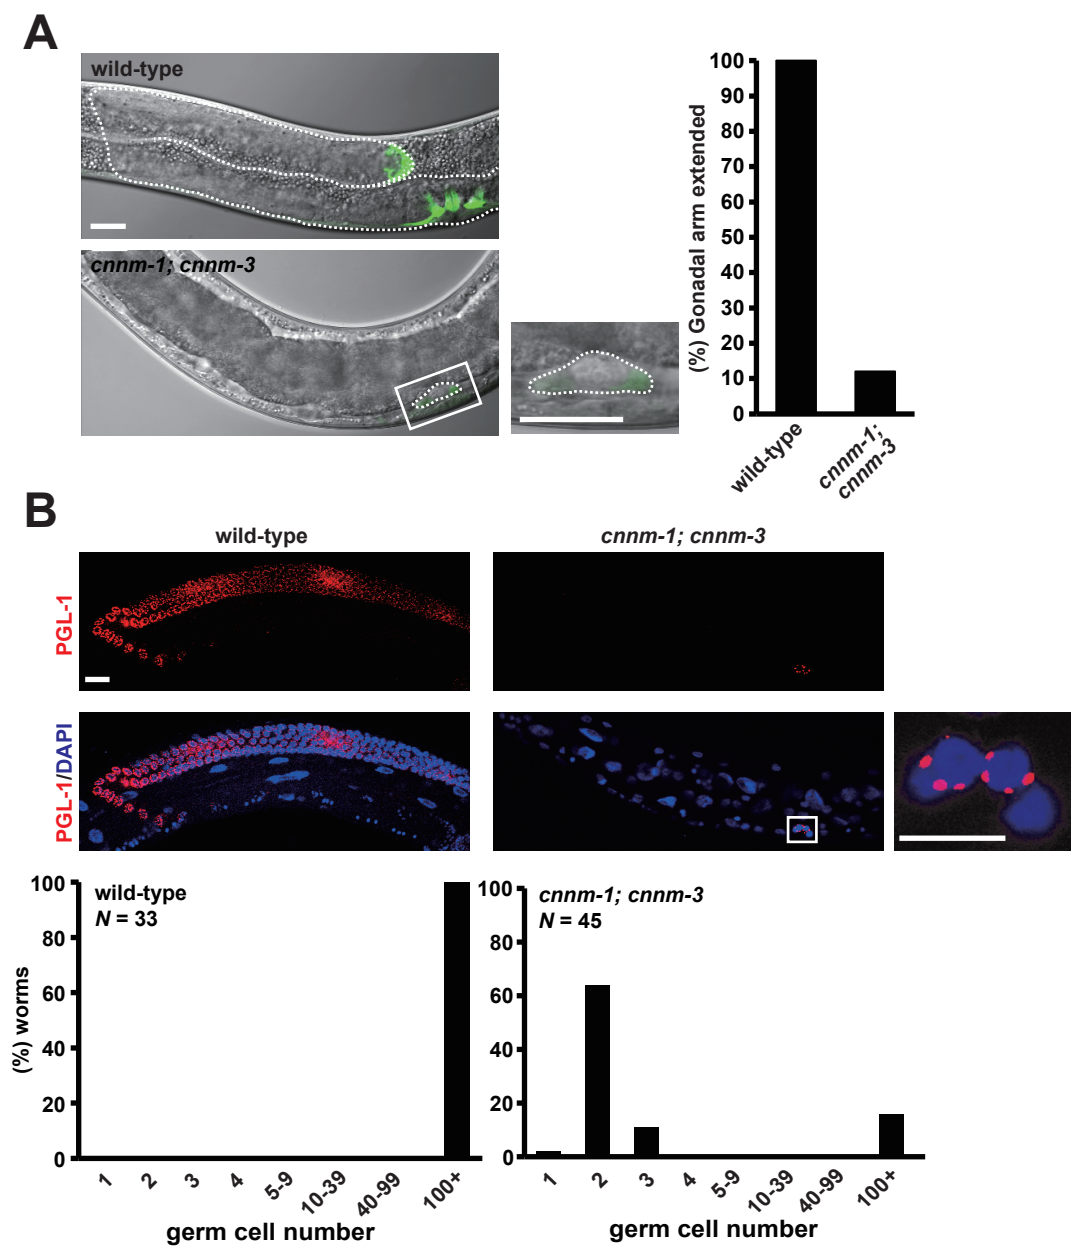 A
wild-type
cnnm-1; cnnm-3
(%) Gonadal arm extended
100
90
80
70
60
50
40
30
20
10
0
wild-type
cnnm-1;
cnnm-3
B
wild-type
cnnm-1; cnnm-3
PGL-1
PGL-1/DAPI
(%) worms
100
80
60
40
20
0
wild-type
N = 33
1
2
3
4
5-9
10-39
40-99
100+
germ cell number
100
80
60
40
20
0
cnnm-1; cnnm-3
N = 45
1
2
3
4
5-9
10-39
40-99
100+
germ cell number